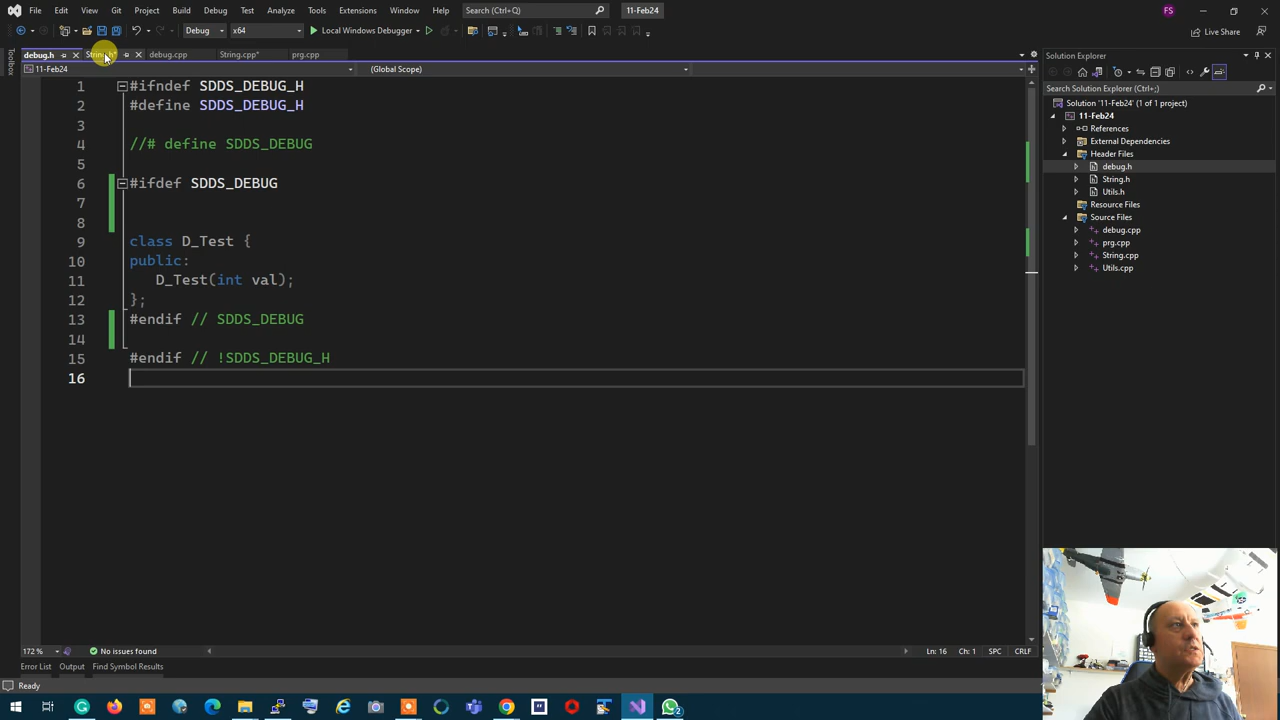 File Edit View Git Project Build Debug Test Analyze Tools Extensions Window Help Search (Ctrl+Q) 11-Feb24 FS
Debug x64 Local Windows Debugger Live Share
Toolbox
debug.h debug.cpp String.cpp* prg.cpp
11-Feb24 (Global Scope)
1 #ifndef SDDS_DEBUG_H
2 #define SDDS_DEBUG_H
3
4 //# define SDDS_DEBUG
5
6 #ifdef SDDS_DEBUG
7
8
9 class D_Test {
10 public:
11 D_Test(int val);
12 };
13 #endif // SDDS_DEBUG
14
15 #endif // !SDDS_DEBUG_H
16
Solution Explorer
Search Solution Explorer (Ctrl+;)
Solution '11-Feb24' (1 of 1 project)
11-Feb24
References
External Dependencies
Header Files
debug.h
String.h
Utils.h
Resource Files
Source Files
debug.cpp
prg.cpp
String.cpp
Utils.cpp
172 % No issues found Ln: 16 Ch: 1 SPC CRLF
Error List Output Find Symbol Results
Ready
2